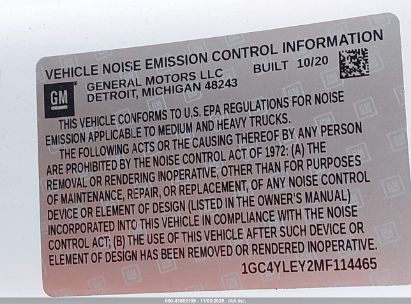 VEHICLE NOISE EMISSION CONTROL INFORMATION
GM
GENERAL MOTORS LLC BUILT 10/20
DETROIT, MICHIGAN 48243
THIS VEHICLE CONFORMS TO U.S. EPA REGULATIONS FOR NOISE
EMISSION APPLICABLE TO MEDIUM AND HEAVY TRUCKS.
THE FOLLOWING ACTS OR THE CAUSING THEREOF BY ANY PERSON
ARE PROHIBITED BY THE NOISE CONTROL ACT OF 1972: (A) THE
REMOVAL OR RENDERING INOPERATIVE, OTHER THAN FOR PURPOSES
OF MAINTENANCE, REPAIR, OR REPLACEMENT, OF ANY NOISE CONTROL
DEVICE OR ELEMENT OF DESIGN (LISTED IN THE OWNER'S MANUAL)
INCORPORATED INTO THIS VEHICLE IN COMPLIANCE WITH THE NOISE
CONTROL ACT; (B) THE USE OF THIS VEHICLE AFTER SUCH DEVICE OR
ELEMENT OF DESIGN HAS BEEN REMOVED OR RENDERED INOPERATIVE.
1GC4YLEY2MF114465